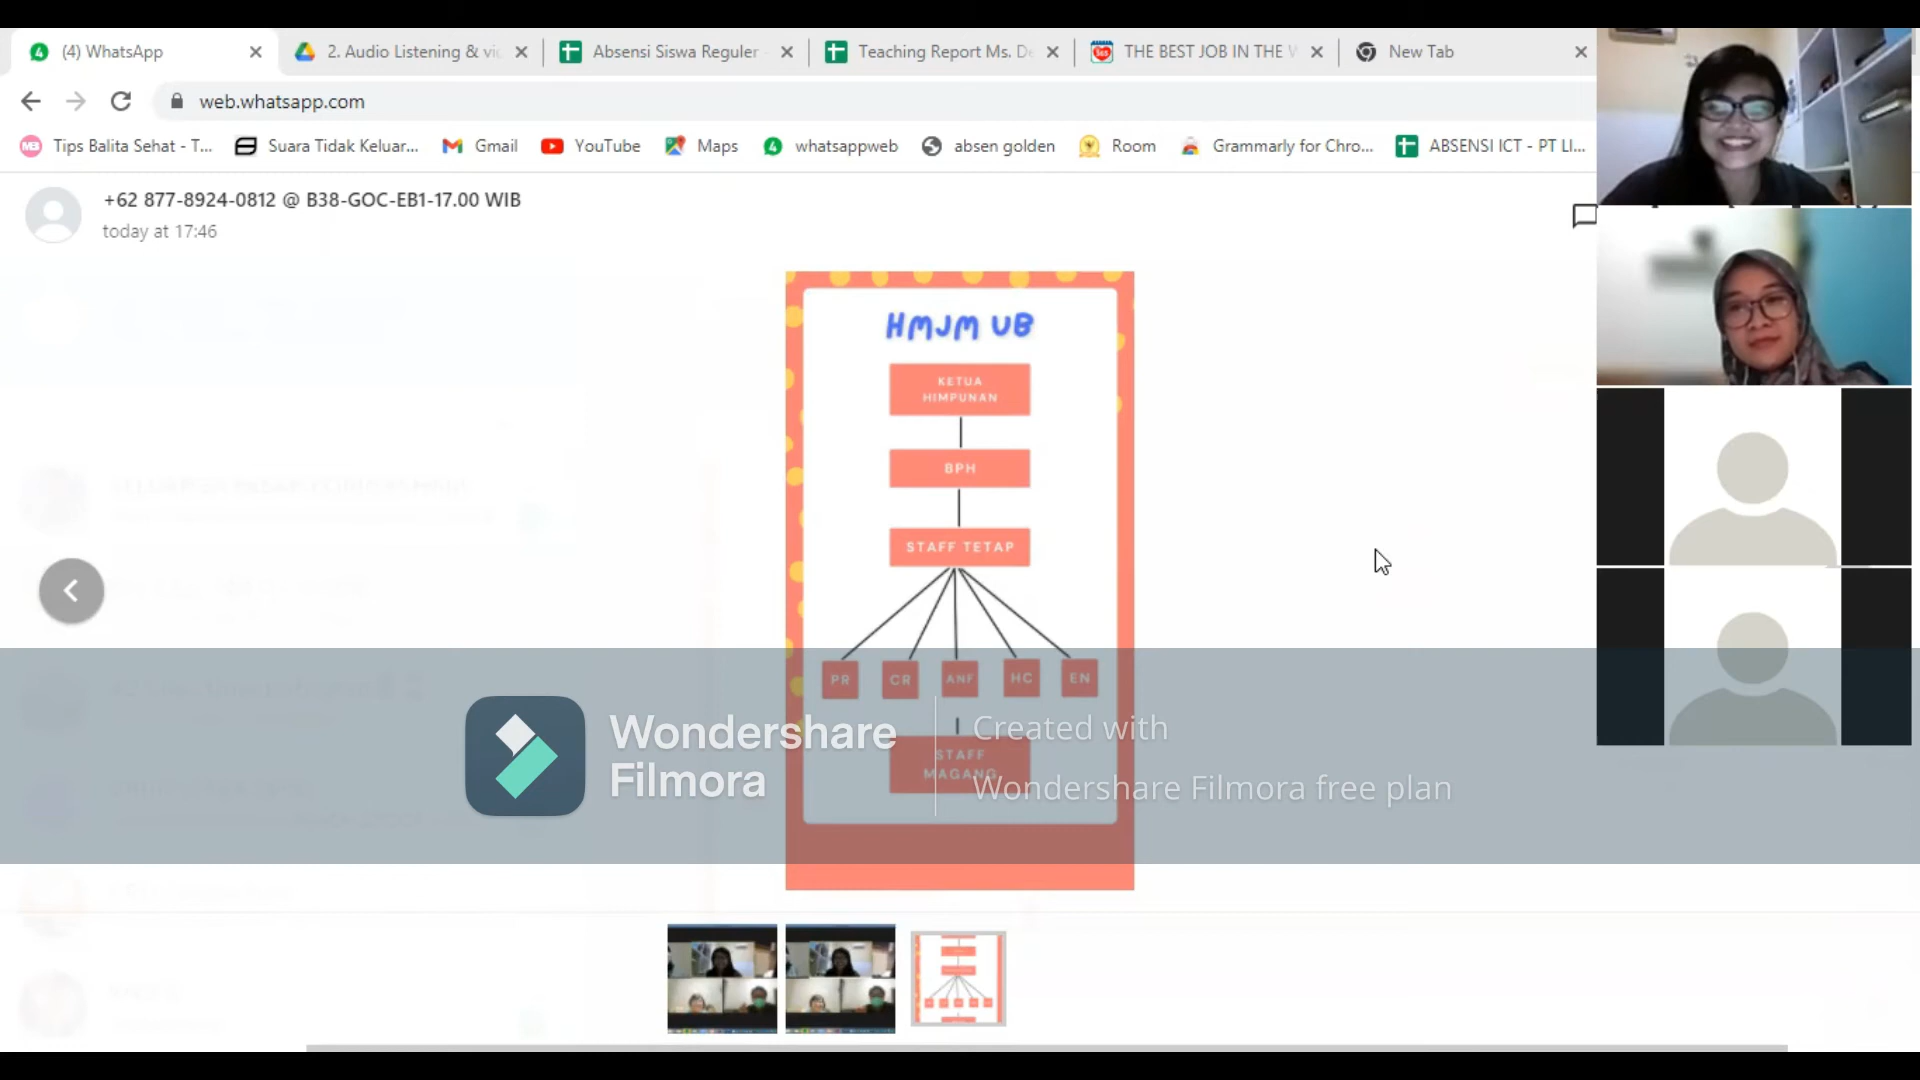 (4) WhatsApp
2. Audio Listening & vi
Absensi Siswa Reguler
Teaching Report Ms. De
THE BEST JOB IN THE
New Tab
web.whatsapp.com
Tips Balita Sehat - T...
Suara Tidak Keluar...
Gmail
YouTube
Maps
whatsappweb
absen golden
Room
Grammarly for Chro...
ABSENSI ICT - PT LI...
+62 877-8924-0812 @ B38-GOC-EB1-17.00 WIB
today at 17:46
HMJM UB
KETUA
HIMPUNAN
BPH
STAFF TETAP
PR
CR
ANF
HC
EN
STAFF
MAGANG
Wondershare
Filmora
Created with
Wondershare Filmora free plan